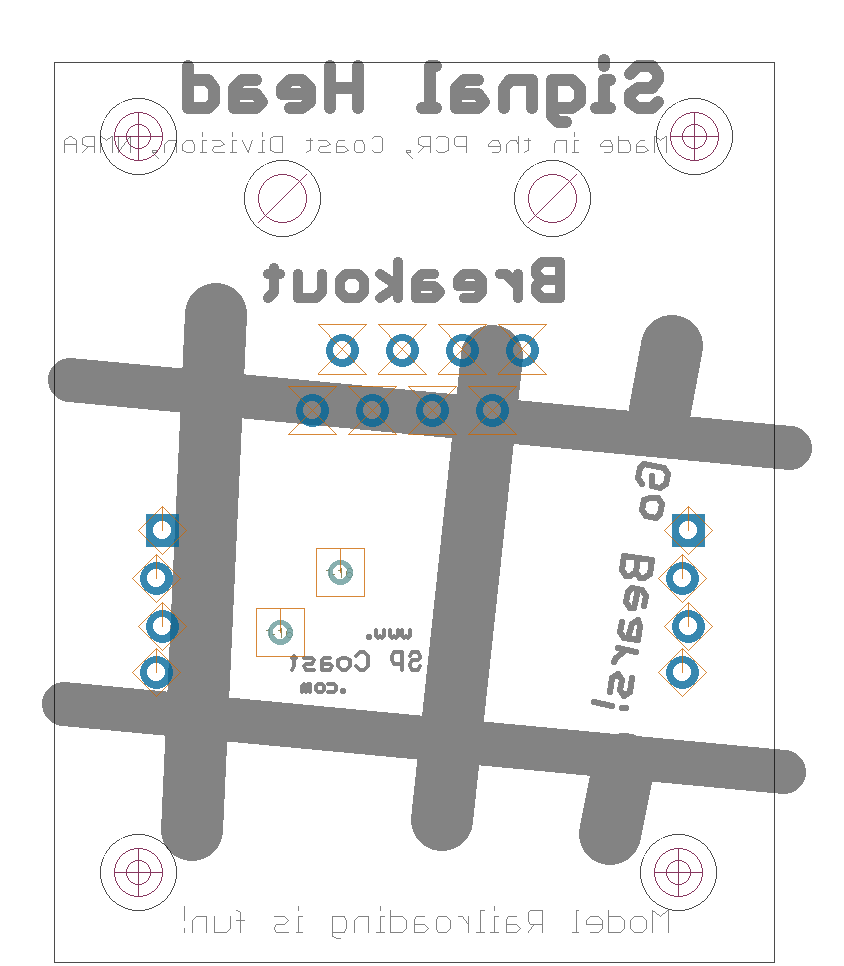 Signal Head
Made in the PCR, Coast Division, NMRA
Breakout
Go Bears!
www.
SP Coast
.com
Model Railroading is fun!